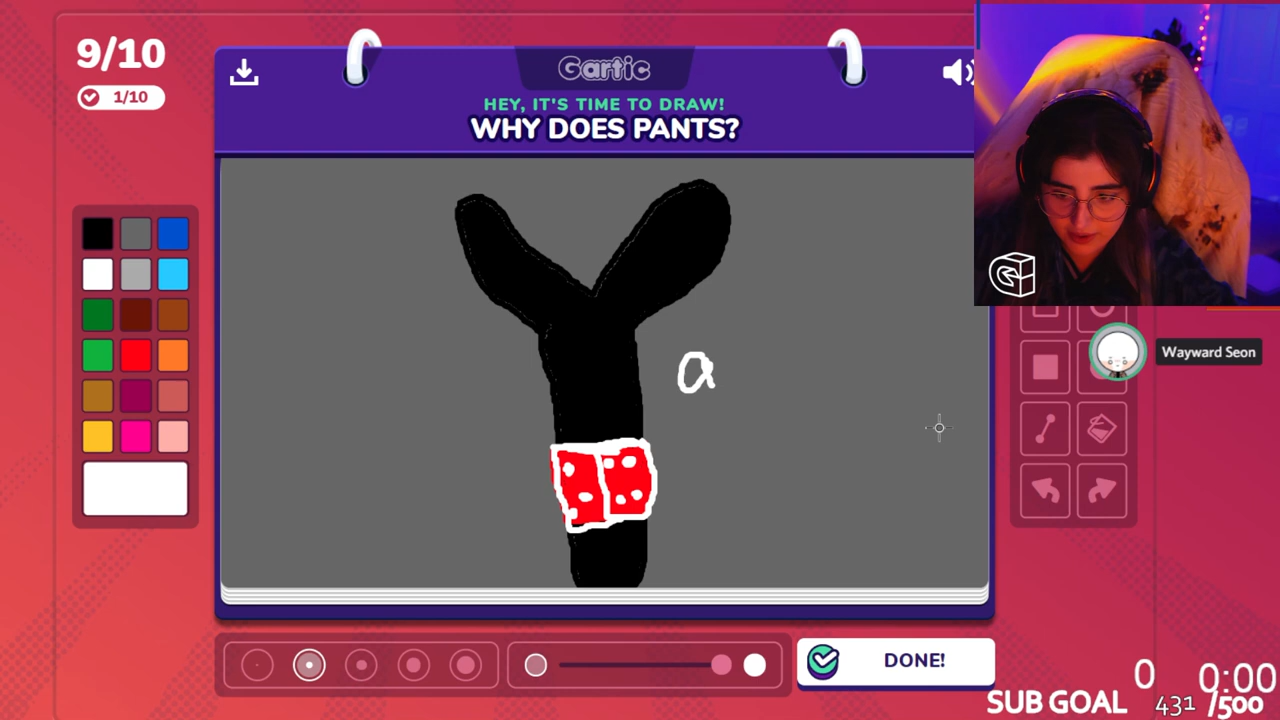 9/10
1/10
Gartic
HEY, IT'S TIME TO DRAW!
WHY DOES PANTS?
a
Wayward Seon
DONE!
0 0:00
SUB GOAL 431 /500